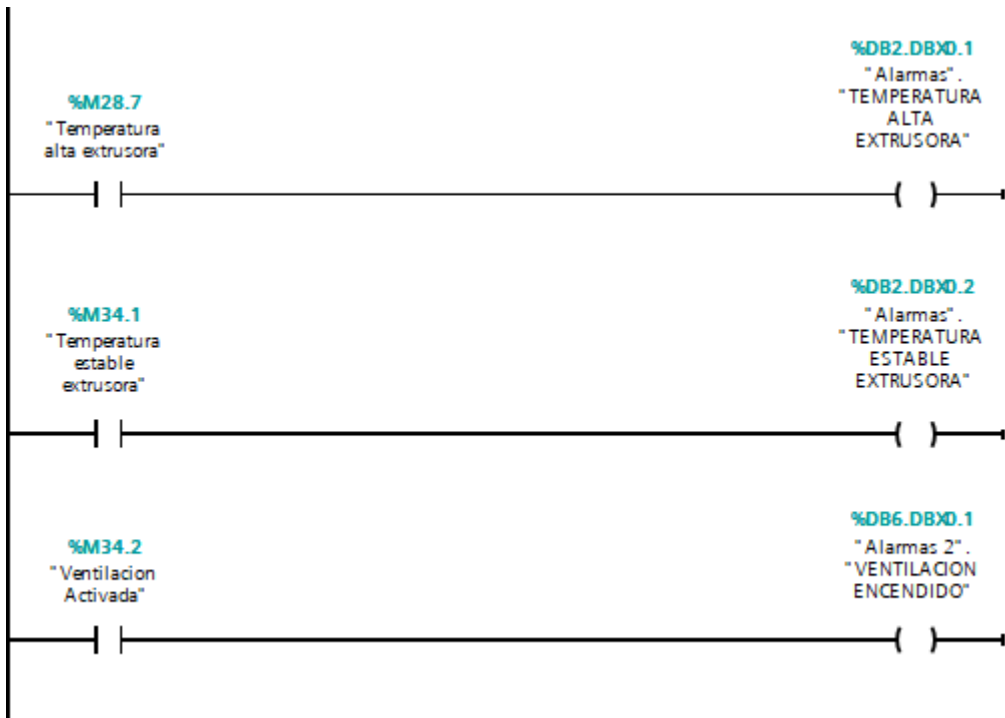 %DB2.DBX0.1
"Alarmas".
"TEMPERATURA
ALTA
EXTRUSORA"
%M28.7
"Temperatura
alta extrusora"
%DB2.DBX0.2
"Alarmas".
"TEMPERATURA
ESTABLE
EXTRUSORA"
%M34.1
"Temperatura
estable
extrusora"
%DB6.DBX0.1
"Alarmas 2".
"VENTILACION
ENCENDIDO"
%M34.2
"Ventilacion
Activada"